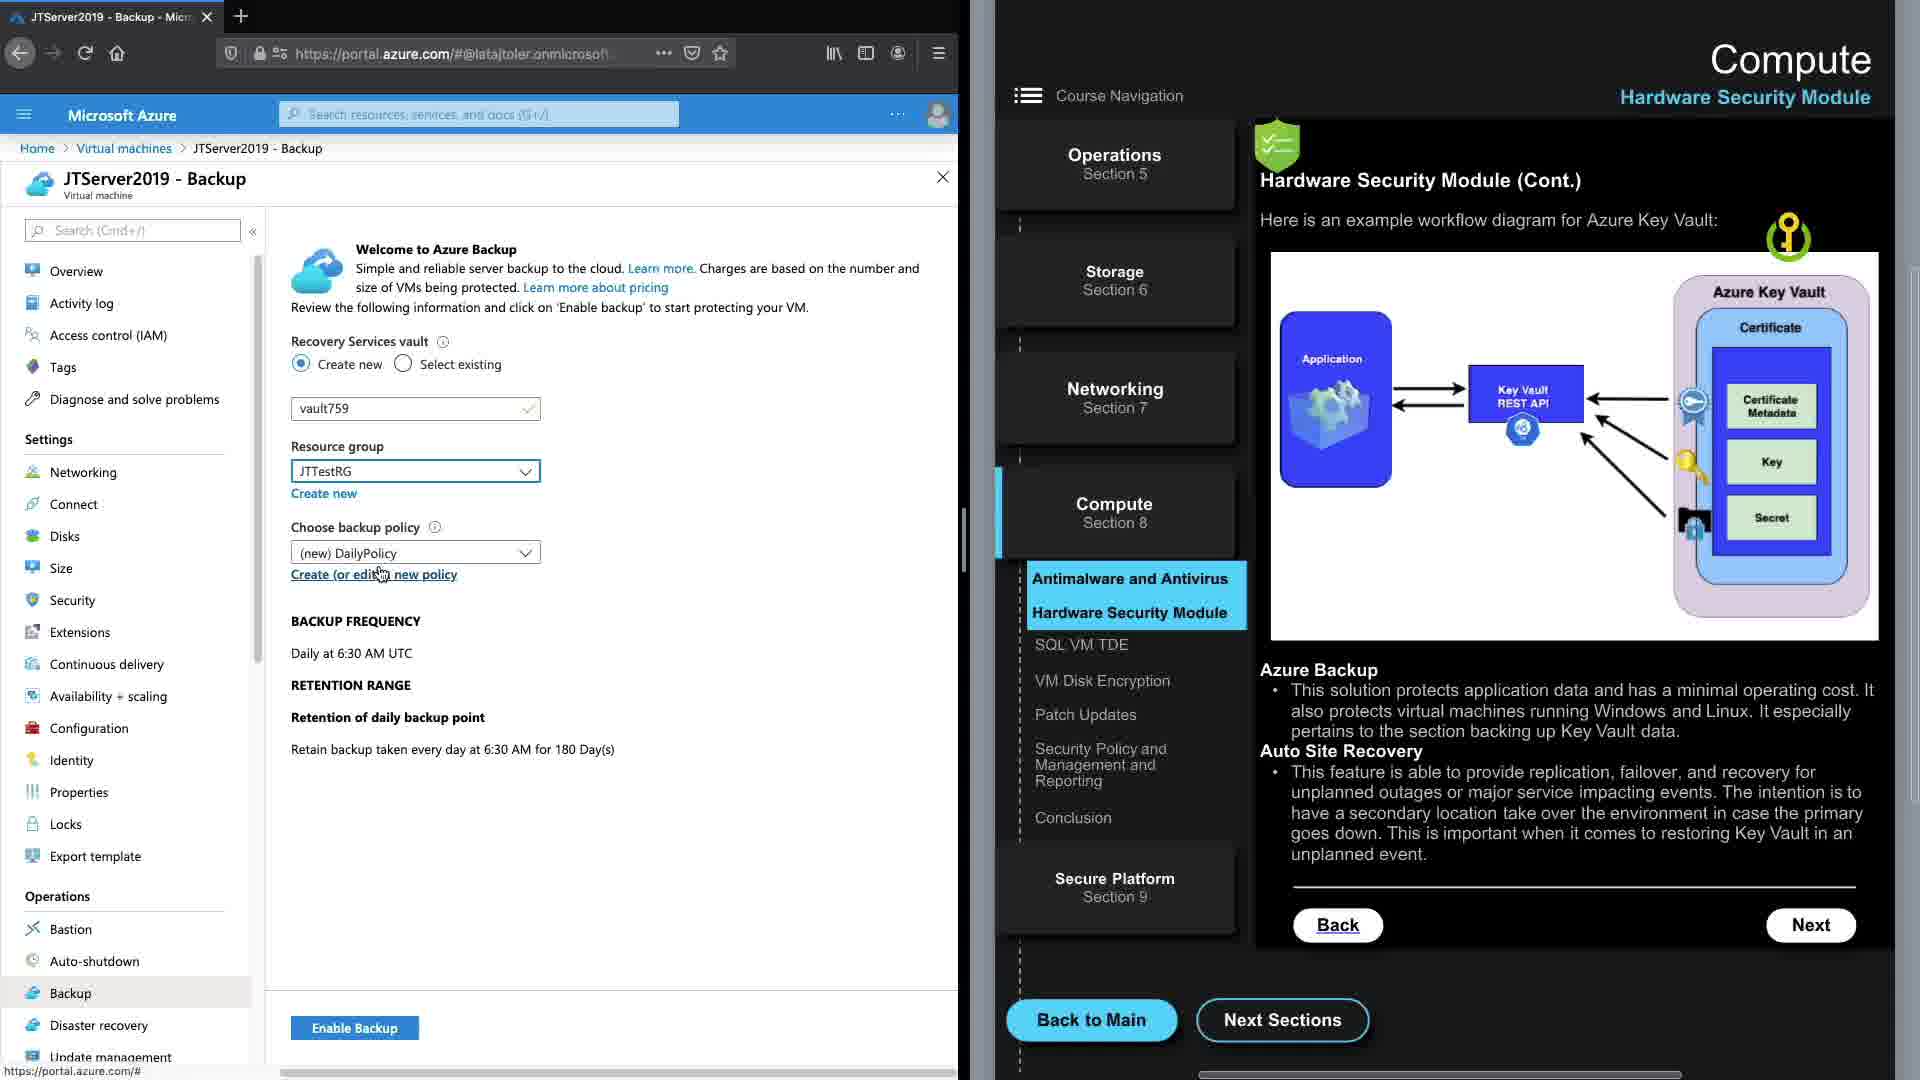 JTServer2019 - Backup - Micr
https://portal.azure.com/#@latajtoler.onmicrosof
Microsoft Azure
Search resources, services, and docs (G+/)
Home > Virtual machines > JTServer2019 - Backup
JTServer2019 - Backup
Virtual machine
Search (Cmd+/)
Overview
Activity log
Access control (IAM)
Tags
Diagnose and solve problems
Settings
Networking
Connect
Disks
Size
Security
Extensions
Continuous delivery
Availability + scaling
Configuration
Identity
Properties
Locks
Export template
Operations
Bastion
Auto-shutdown
Backup
Disaster recovery
Update management
https://portal.azure.com/#
Welcome to Azure Backup
Simple and reliable server backup to the cloud. Learn more. Charges are based on the number and
size of VMs being protected. Learn more about pricing
Review the following information and click on 'Enable backup' to start protecting your VM.
Recovery Services vault
Create new Select existing
vault759
Resource group
JTTestRG
Create new
Choose backup policy
(new) DailyPolicy
Create (or edit) new policy
BACKUP FREQUENCY
Daily at 6:30 AM UTC
RETENTION RANGE
Retention of daily backup point
Retain backup taken every day at 6:30 AM for 180 Day(s)
Enable Backup
Compute
Hardware Security Module
Course Navigation
Operations
Section 5
Storage
Section 6
Networking
Section 7
Compute
Section 8
Antimalware and Antivirus
Hardware Security Module
SQL VM TDE
VM Disk Encryption
Patch Updates
Security Policy and
Management and
Reporting
Conclusion
Secure Platform
Section 9
Back to Main
Next Sections
Hardware Security Module (Cont.)
Here is an example workflow diagram for Azure Key Vault:
Application
Key Vault
REST API
Azure Key Vault
Certificate
Certificate
Metadata
Key
Secret
Azure Backup
• This solution protects application data and has a minimal operating cost. It
also protects virtual machines running Windows and Linux. It especially
pertains to the section backing up Key Vault data.
Auto Site Recovery
• This feature is able to provide replication, failover, and recovery for
unplanned outages or major service impacting events. The intention is to
have a secondary location take over the environment in case the primary
goes down. This is important when it comes to restoring Key Vault in an
unplanned event.
Back
Next